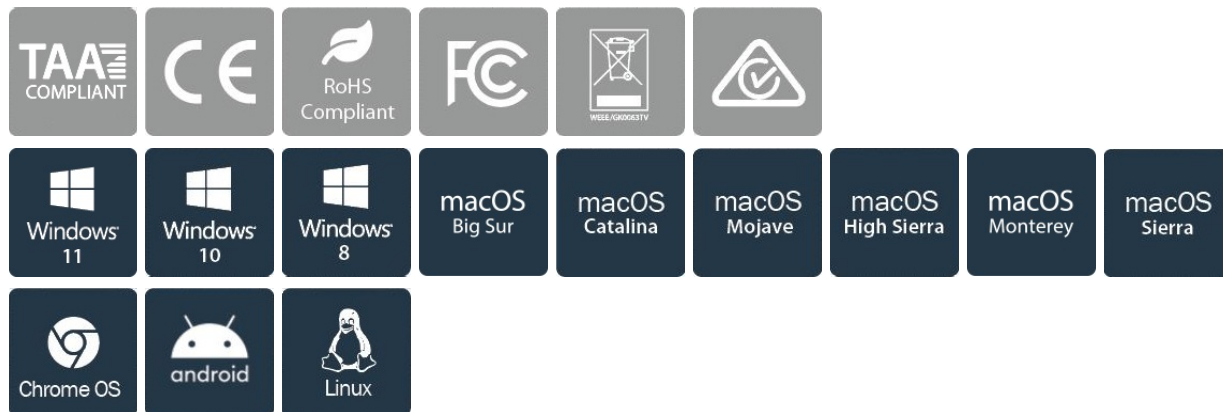 TAA
COMPLIANT
CE
RoHS
Compliant
FC
WEEE/GK0063TV
Windows
11
Windows
10
Windows
8
macOS
Big Sur
macOS
Catalina
macOS
Mojave
macOS
High Sierra
macOS
Monterey
macOS
Sierra
Chrome OS
android
Linux